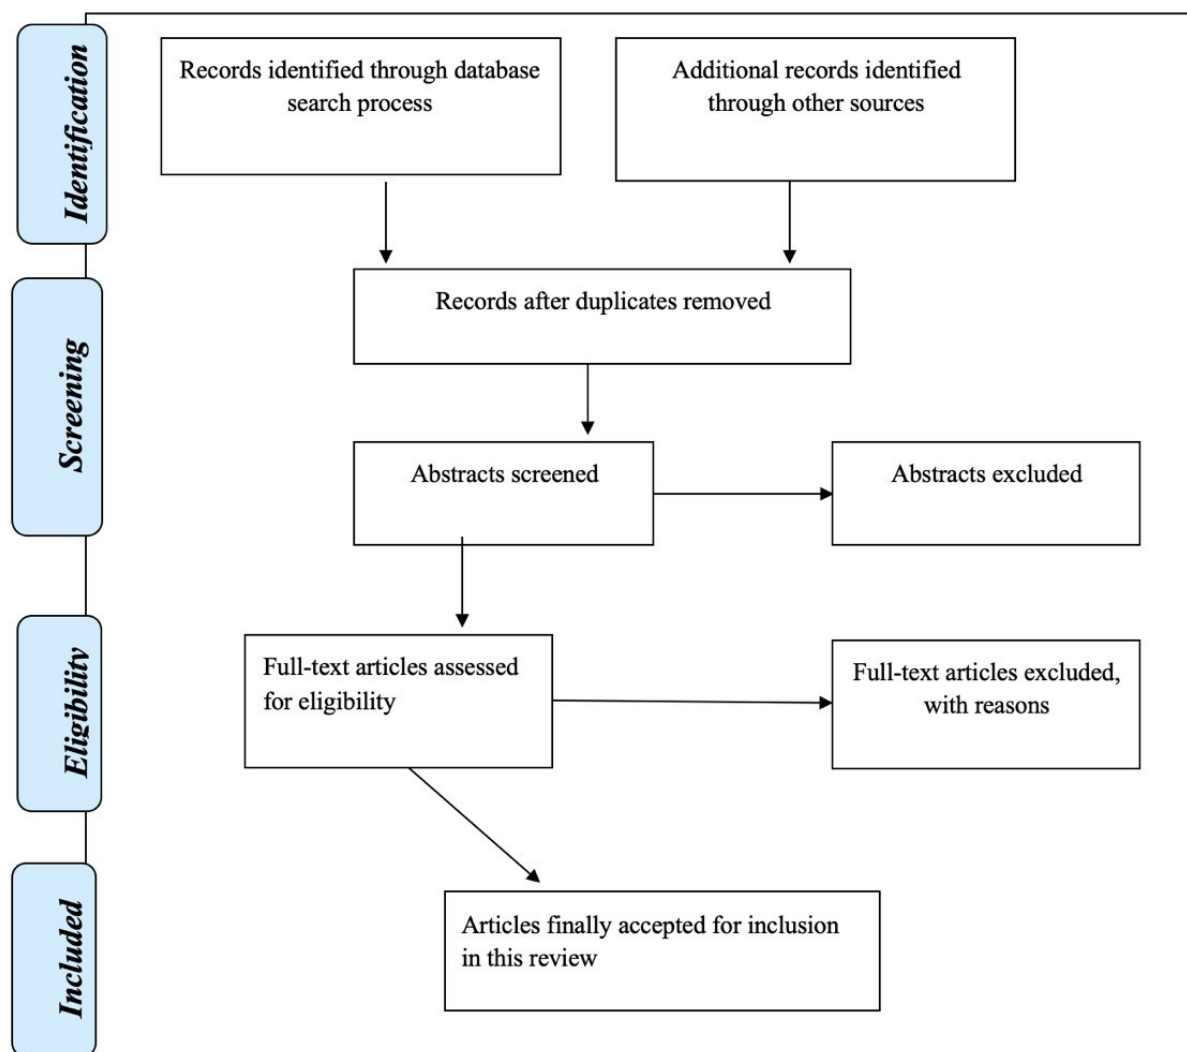 Identification
Records identified through database
search process
Additional records identified
through other sources
Screening
Records after duplicates removed
Abstracts screened
Abstracts excluded
Eligibility
Full-text articles assessed
for eligibility
Full-text articles excluded,
with reasons
Included
Articles finally accepted for inclusion
in this review